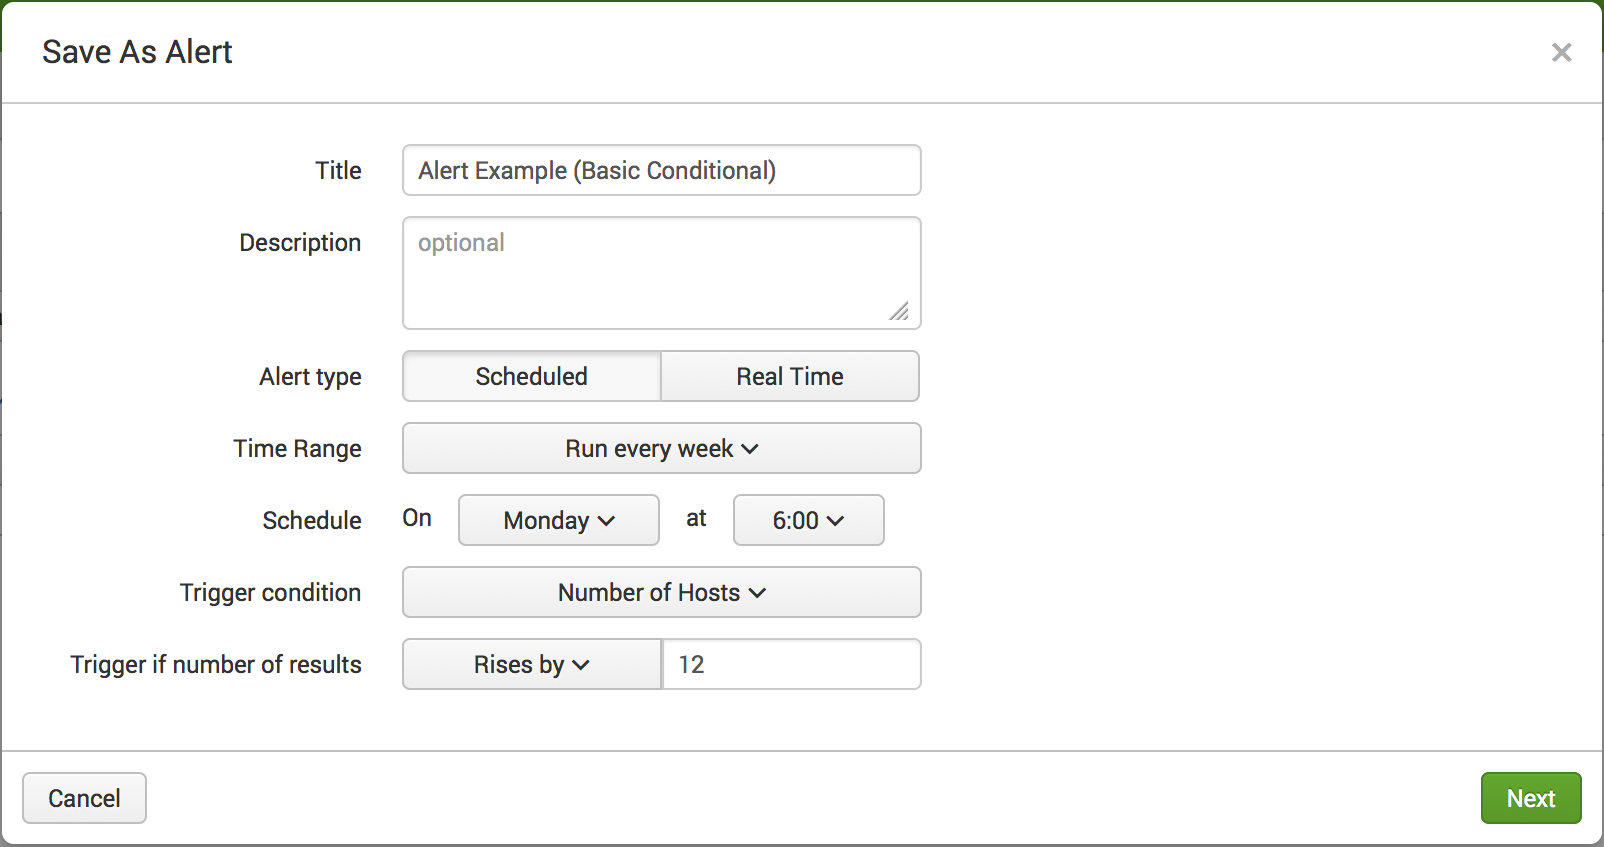 Save As Alert ×
Title Alert Example (Basic Conditional)
Description optional
Alert type Scheduled Real Time
Time Range Run every week
Schedule On Monday at 6:00
Trigger condition Number of Hosts
Trigger if number of results Rises by 12
Cancel Next